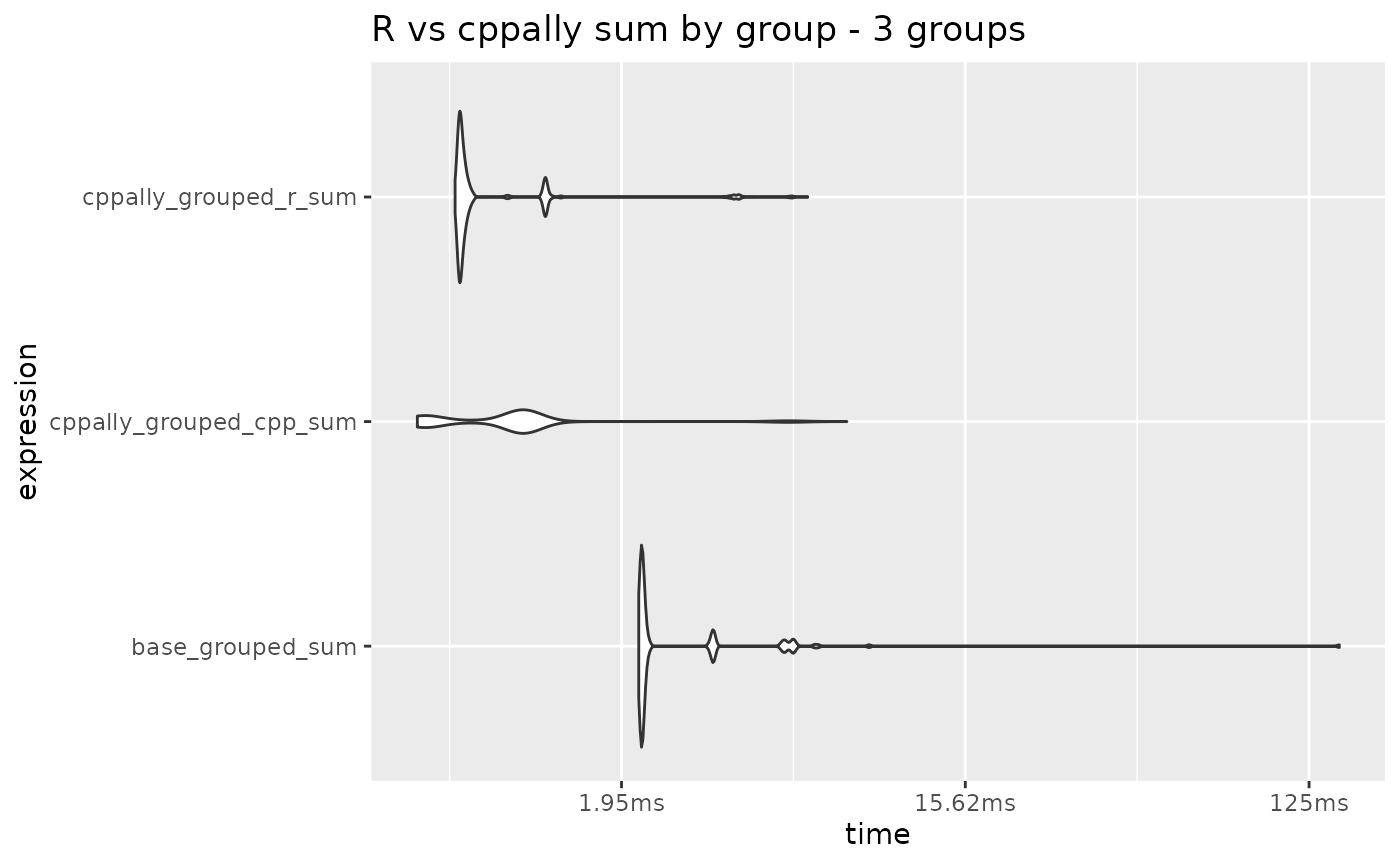 R vs cppally sum by group - 3 groups
expression
cppally_grouped_r_sum
cppally_grouped_cpp_sum
base_grouped_sum
1.95ms 15.62ms 125ms
time